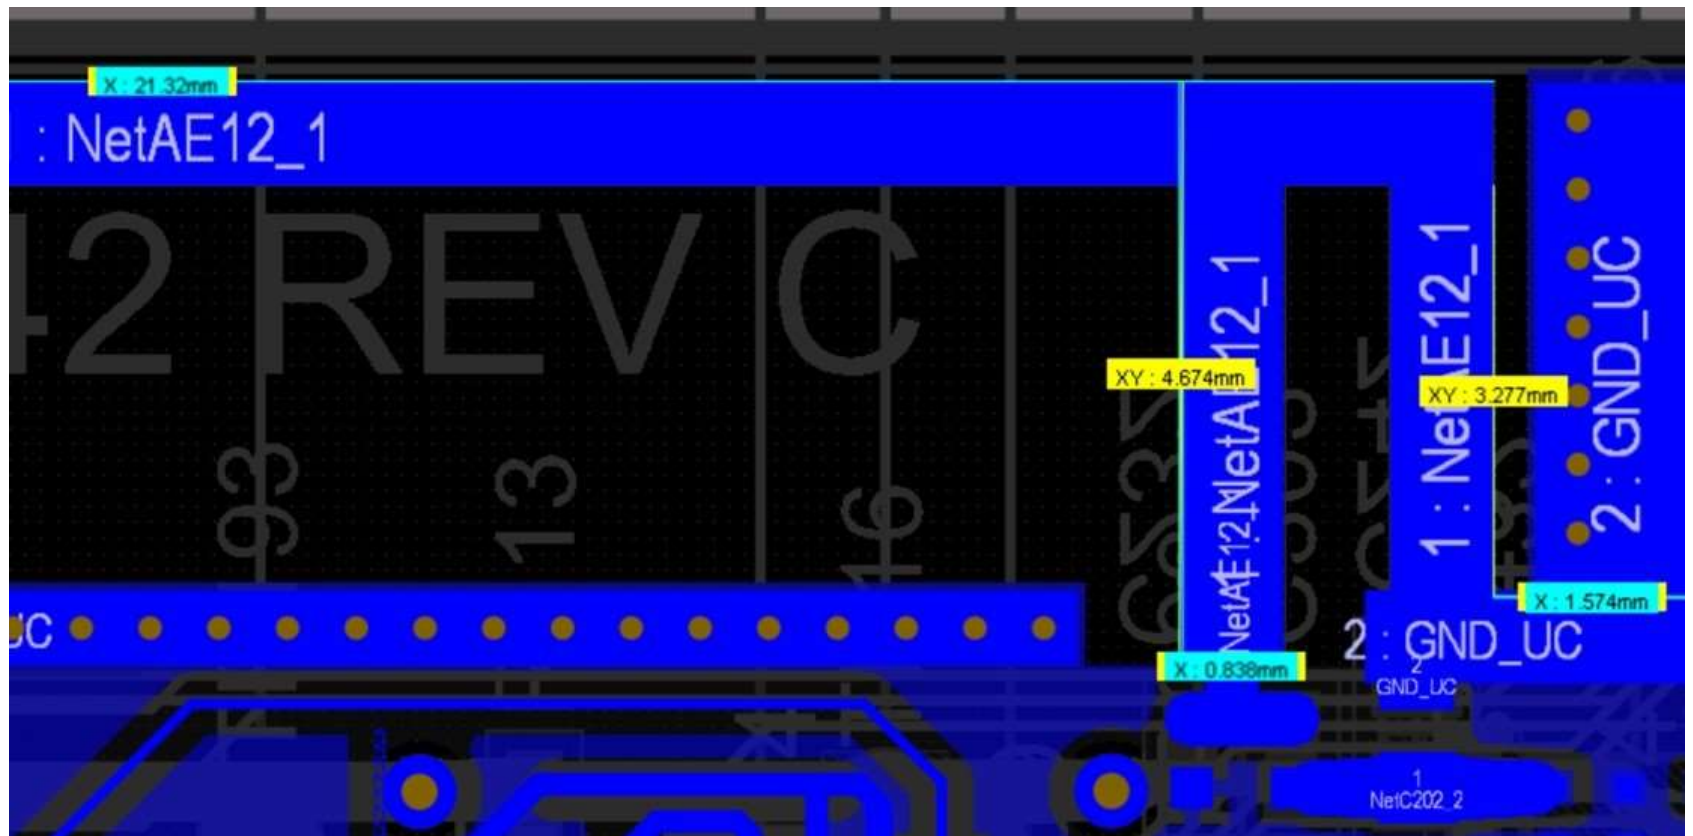 X : 21.32mm
: NetAE12_1
42 REV C
XY : 4.674mm
NetAE12_1
XY : 3.277mm
1 : NetAE12_1
2 : GND_UC
93
13
16
X : 1.574mm
2 : GND_UC
X : 0.838mm
2
GND_UC
1
NetC202_2